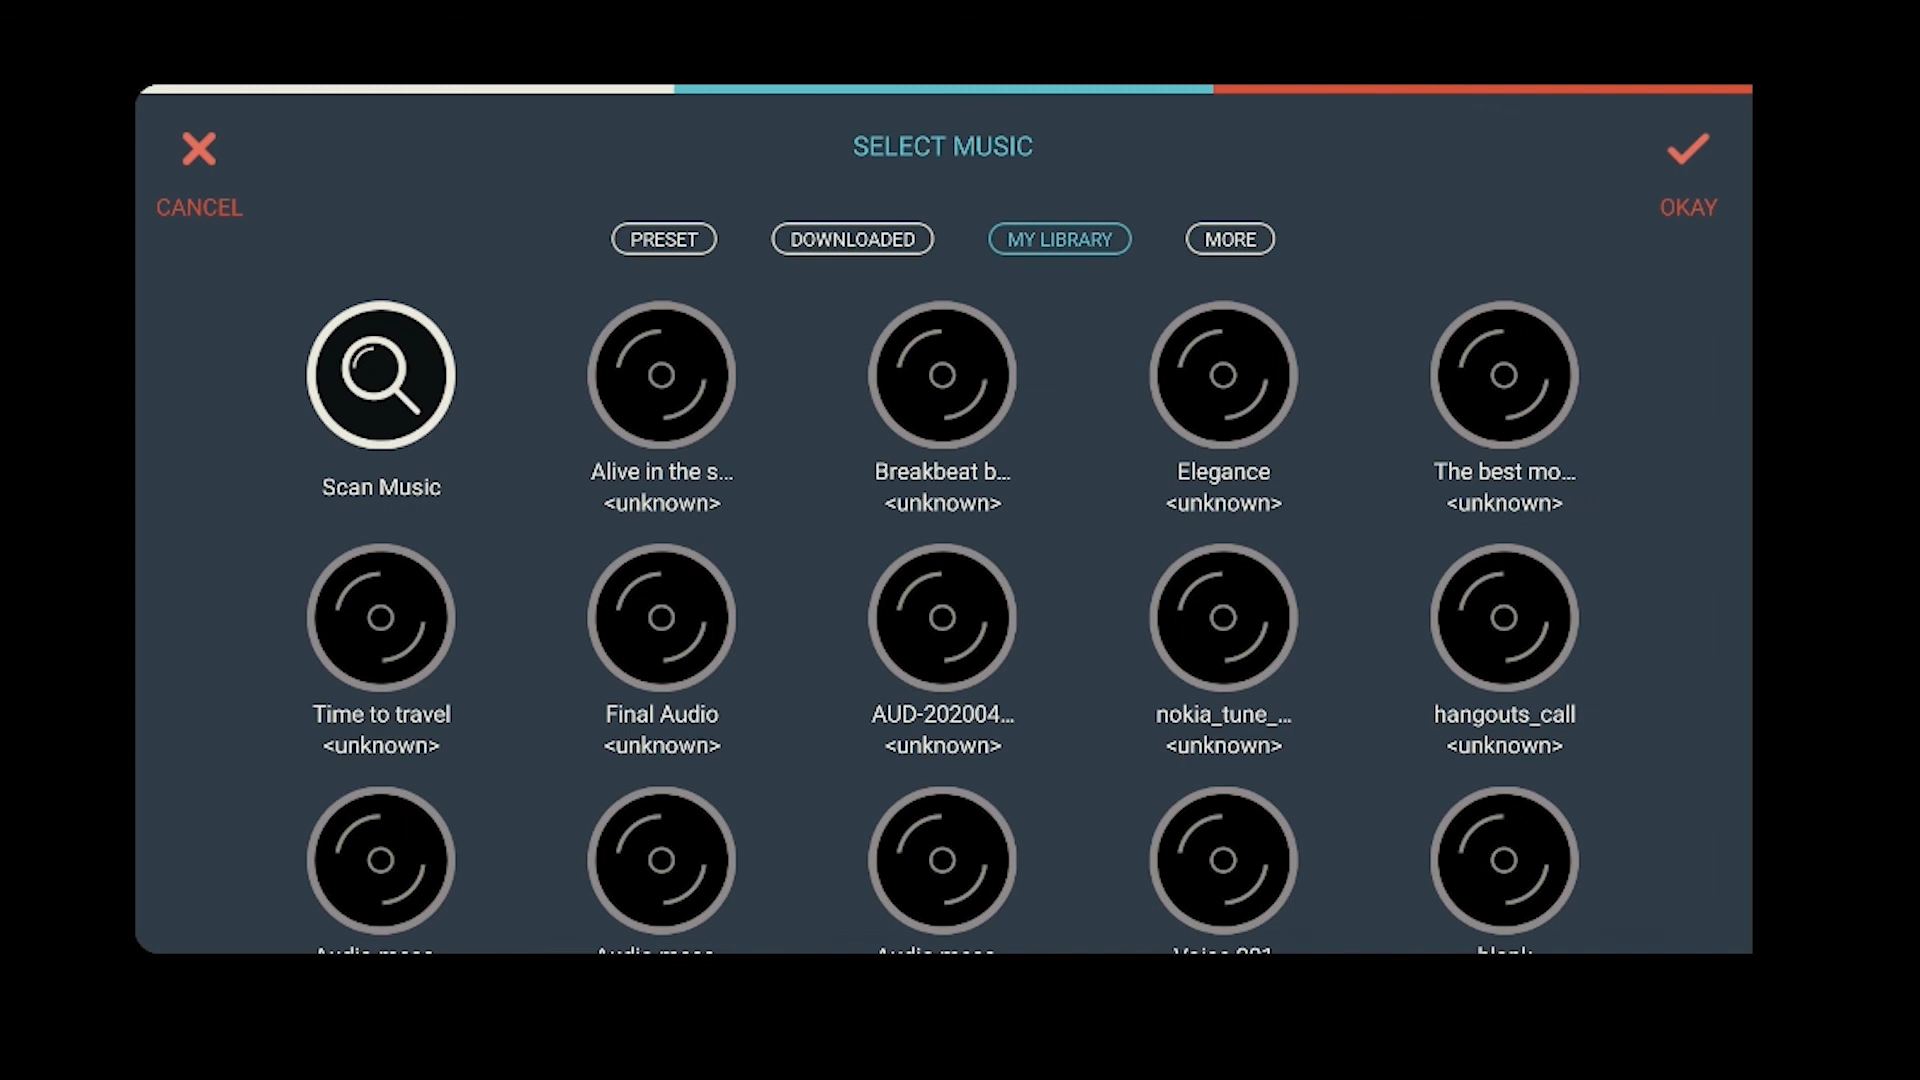 SELECT MUSIC
CANCEL
OKAY
PRESET
DOWNLOADED
MY LIBRARY
MORE
Scan Music
Alive in the s...
<unknown>
Breakbeat b...
<unknown>
Elegance
<unknown>
The best mo...
<unknown>
Time to travel
<unknown>
Final Audio
<unknown>
AUD-202004...
<unknown>
nokia_tune_...
<unknown>
hangouts_call
<unknown>